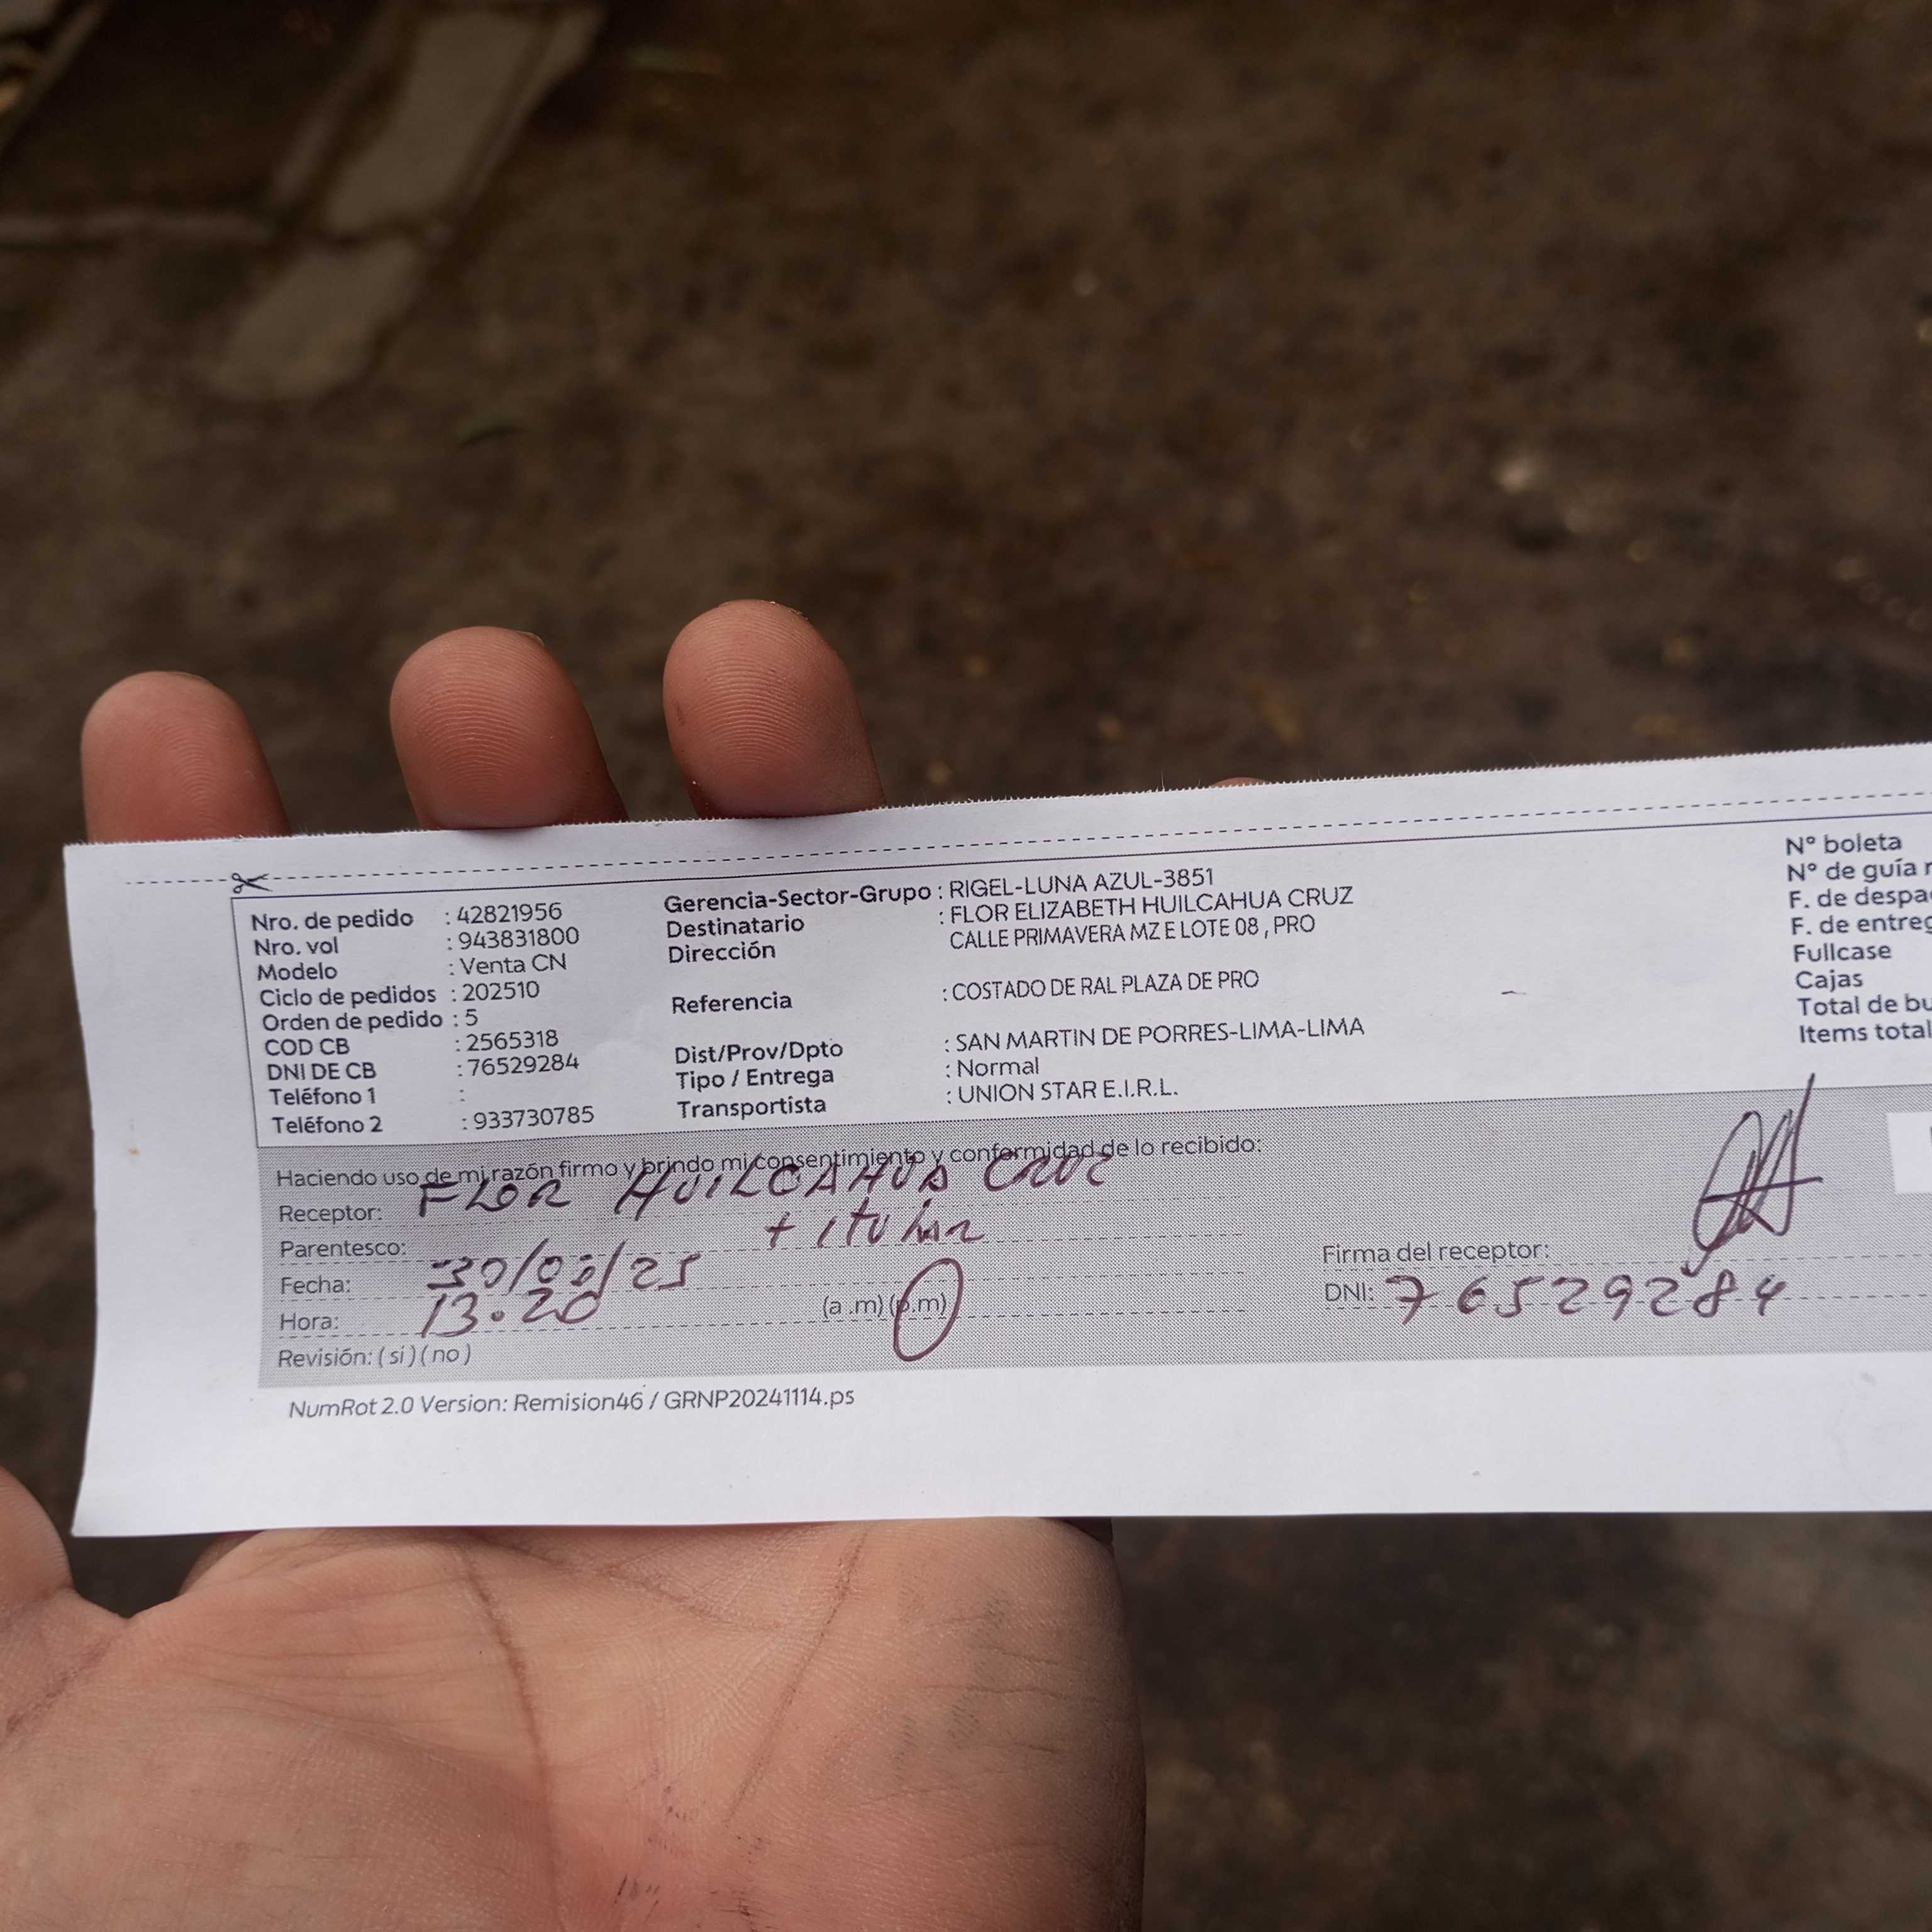 Nro. de pedido : 42821956
Nro. vol : 943831800
Modelo : Venta CN
Ciclo de pedidos : 202510
Orden de pedido : 5
COD CB : 2565318
DNI DE CB : 76529284
Teléfono 1 :
Teléfono 2 : 933730785
Gerencia-Sector-Grupo : RIGEL-LUNA AZUL-3851
Destinatario : FLOR ELIZABETH HUILCAHUA CRUZ
Dirección CALLE PRIMAVERA MZ E LOTE 08 , PRO
Referencia : COSTADO DE RAL PLAZA DE PRO
Dist/Prov/Dpto : SAN MARTIN DE PORRES-LIMA-LIMA
Tipo / Entrega : Normal
Transportista : UNION STAR E.I.R.L.
Nº boleta
Nº de guía r
F. de despa
F. de entreg
Fullcase
Cajas
Total de bu
Items total
Haciendo uso de mi razón firmo y brindo mi consentimiento y conformidad de lo recibido:
Receptor: FLOR HUILCAHUA CRUZ
Parentesco: titular
Fecha: 30/ /25
Hora: 13.20 (a .m) (p.m)
Revisión: ( si ) ( no )
Firma del receptor:
DNI: 76529284
NumRot 2.0 Version: Remision46 / GRNP20241114.ps